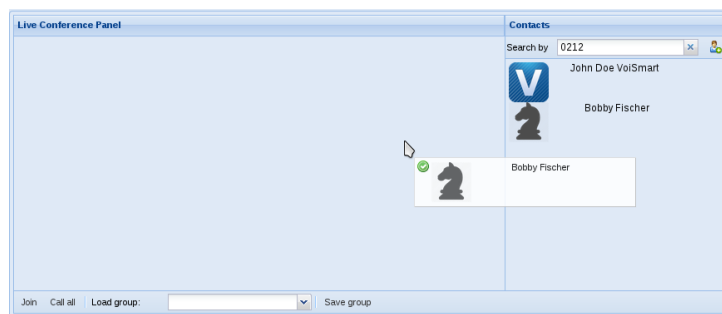 Live Conference Panel
Contacts
Search by 0212
V
John Doe VoiSmart
Bobby Fischer
Bobby Fischer
Join Call all Load group: Save group